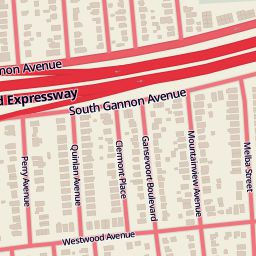 non Avenue
d Expressway
South Gannon Avenue
Perry Avenue
Quinlan Avenue
Clermont Place
Gansevoort Boulevard
Mountainview Avenue
Melba Street
Westwood Avenue